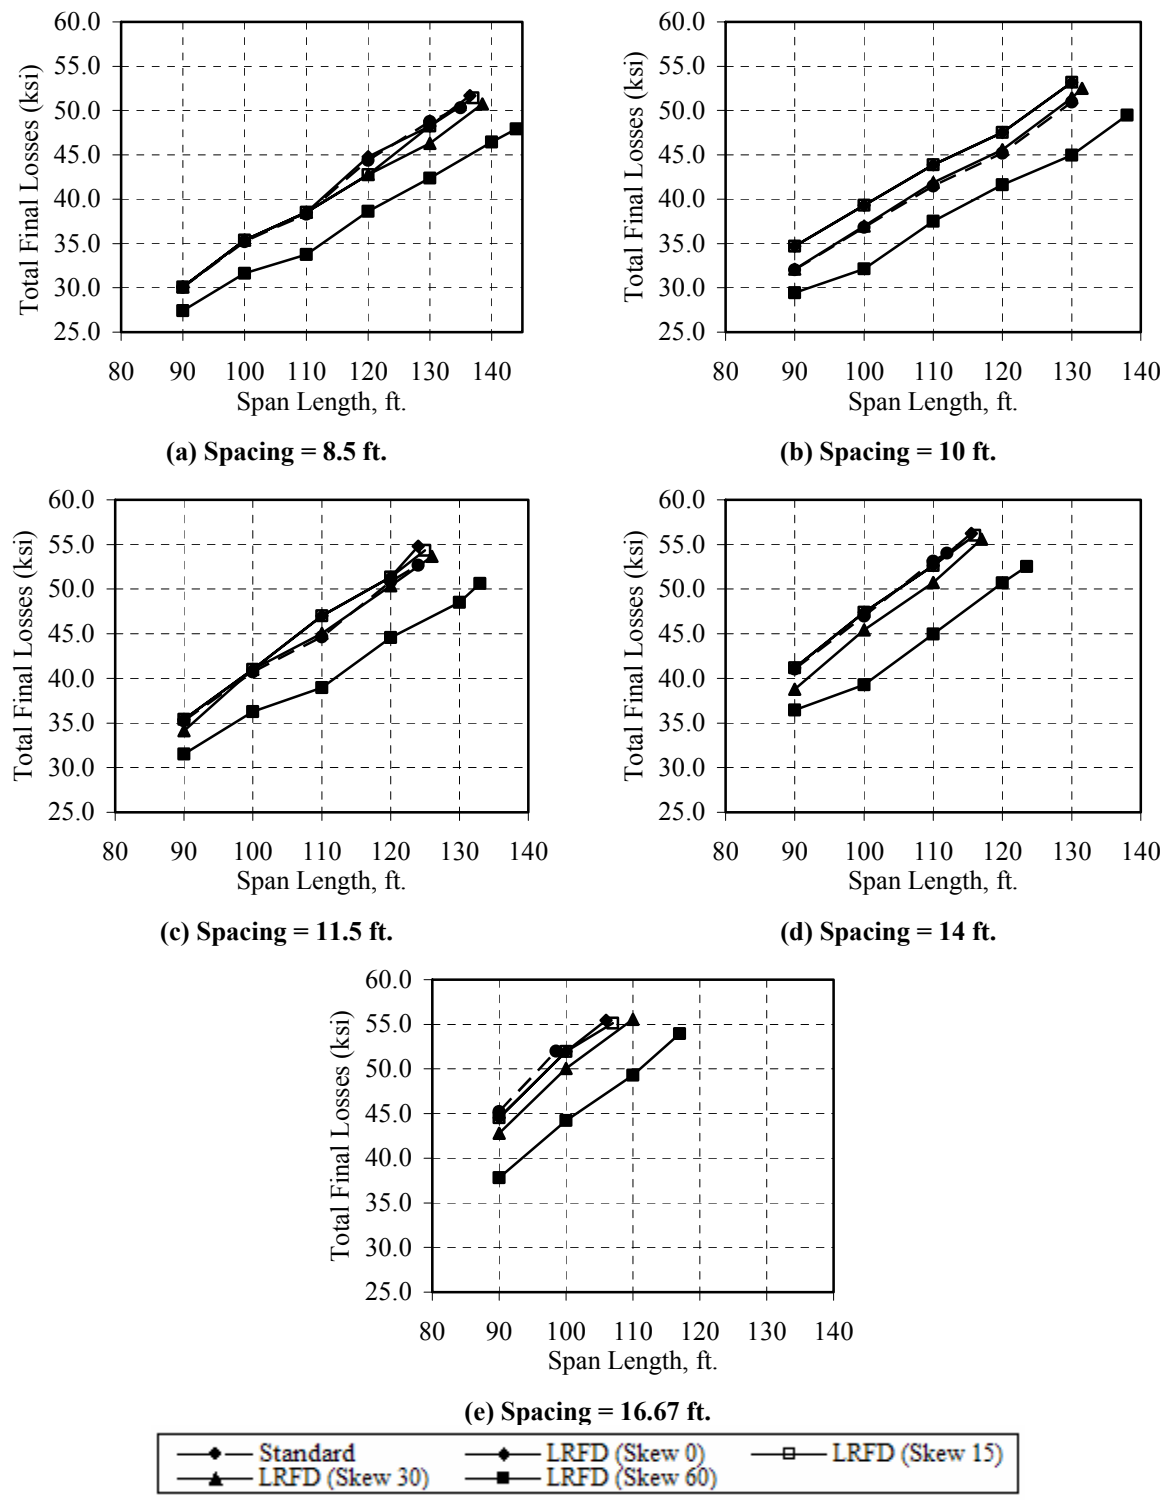 60.0 60.0
55.0 55.0
50.0 50.0
45.0 45.0
40.0 40.0
35.0 35.0
30.0 30.0
25.0 25.0
Total Final Losses (ksi) Total Final Losses (ksi)
80 90 100 110 120 130 140 80 90 100 110 120 130 140
Span Length, ft. Span Length, ft.
(a) Spacing = 8.5 ft. (b) Spacing = 10 ft.
60.0 60.0
55.0 55.0
50.0 50.0
45.0 45.0
40.0 40.0
35.0 35.0
30.0 30.0
25.0 25.0
Total Final Losses (ksi) Total Final Losses (ksi)
80 90 100 110 120 130 140 80 90 100 110 120 130 140
Span Length, ft. Span Length, ft.
(c) Spacing = 11.5 ft. (d) Spacing = 14 ft.
60.0
55.0
50.0
45.0
40.0
35.0
30.0
25.0
Total Final Losses (ksi)
80 90 100 110 120 130 140
Span Length, ft.
(e) Spacing = 16.67 ft.
Standard LRFD (Skew 0) LRFD (Skew 15)
LRFD (Skew 30) LRFD (Skew 60)